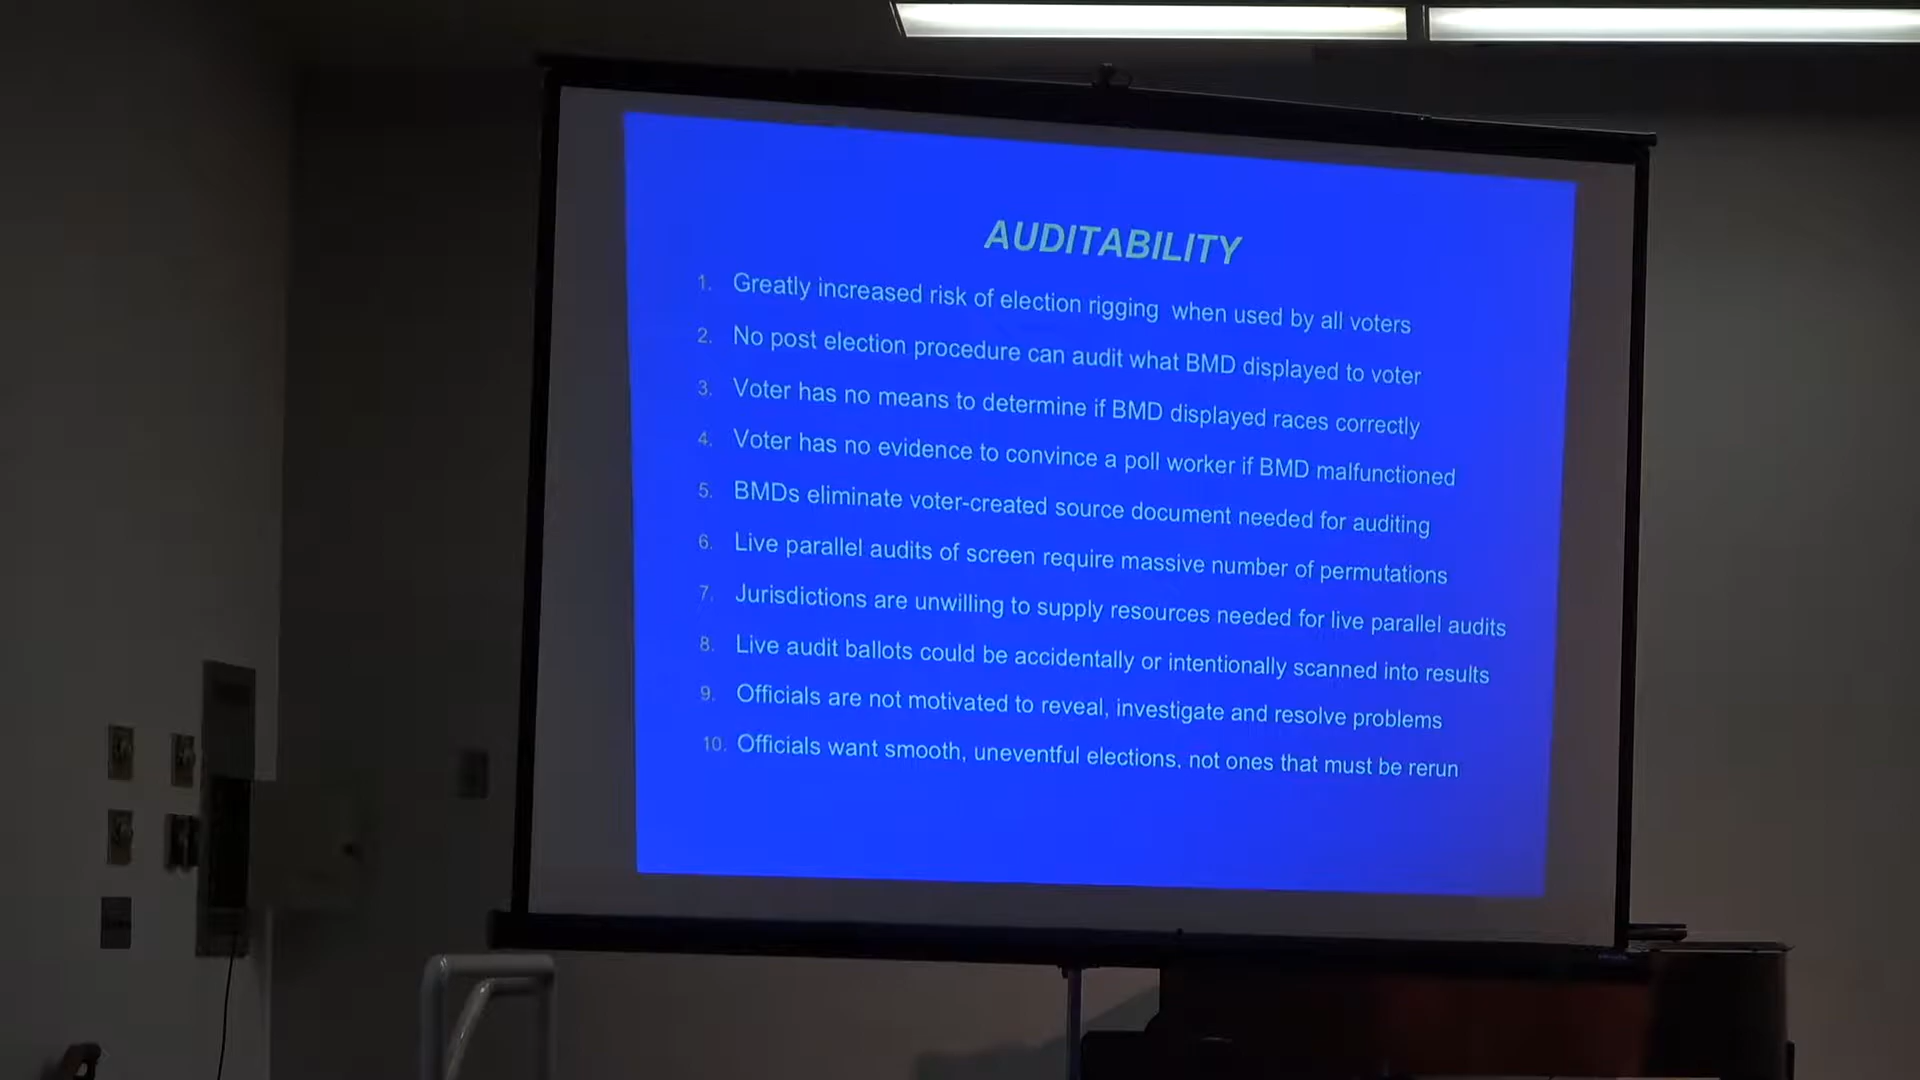 AUDITABILITY
1. Greatly increased risk of election rigging when used by all voters
2. No post election procedure can audit what BMD displayed to voter
3. Voter has no means to determine if BMD displayed races correctly
4. Voter has no evidence to convince a poll worker if BMD malfunctioned
5. BMDs eliminate voter-created source document needed for auditing
6. Live parallel audits of screen require massive number of permutations
7. Jurisdictions are unwilling to supply resources needed for live parallel audits
8. Live audit ballots could be accidentally or intentionally scanned into results
9. Officials are not motivated to reveal, investigate and resolve problems
10. Officials want smooth, uneventful elections, not ones that must be rerun